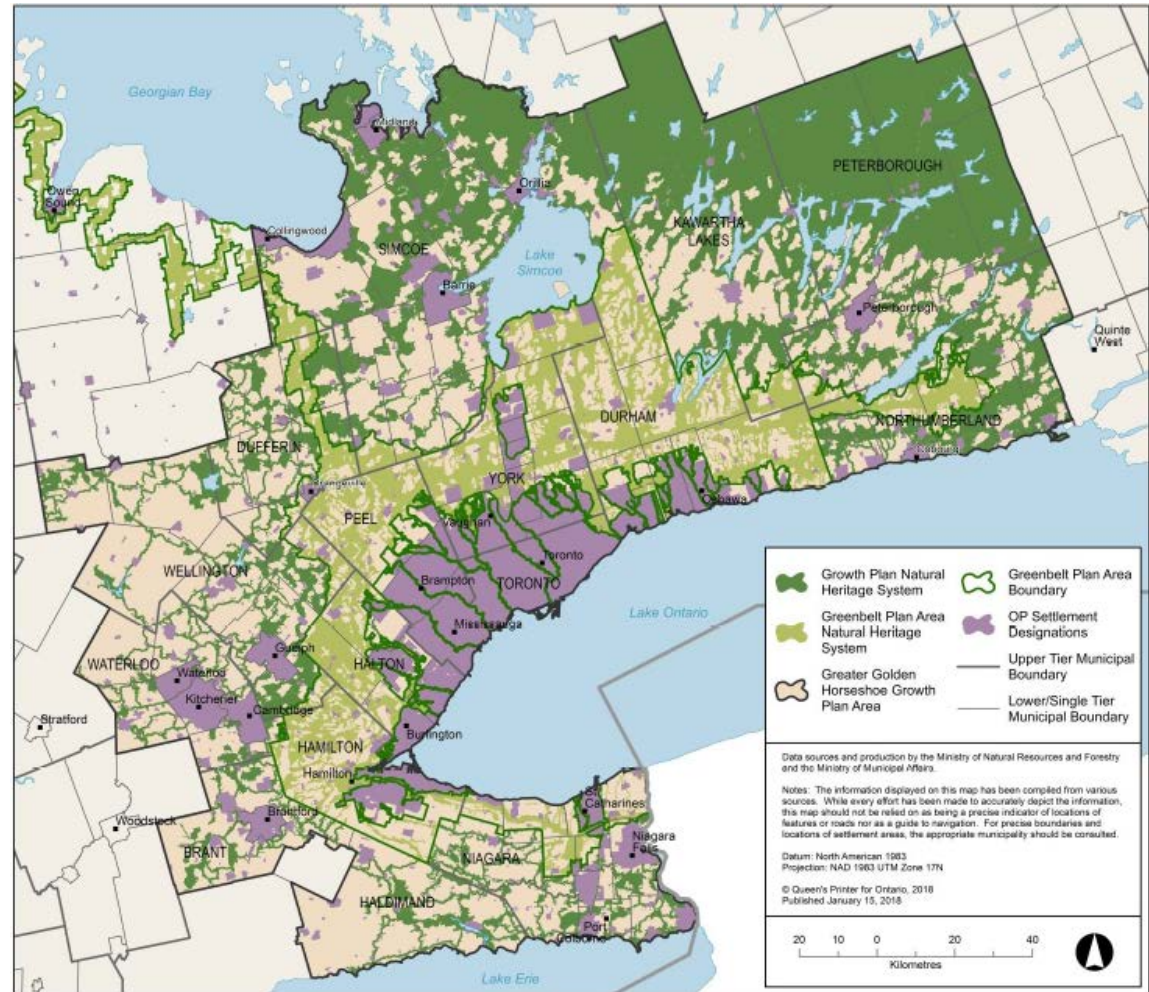 Georgian Bay
Midland
PETERBOROUGH
Owen
Sound
Orillia
KAWARTHA
LAKES
Collingwood
SIMCOE
Lake
Simcoe
Barrie
Peterborough
Quinte
West
DURHAM
NORTHUMBERLAND
DUFFERIN
Cobourg
Orangeville
YORK
Oshawa
PEEL
Vaughan
Toronto
WELLINGTON
Brampton
TORONTO
Lake Ontario
Mississauga
Guelph
WATERLOO
HALTON
Waterloo
Kitchener
Cambridge
Stratford
Burlington
HAMILTON
Hamilton
St.
Catharines
Woodstock
Brantford
BRANT
NIAGARA
Niagara
Falls
HALDIMAND
Port
Colborne
Lake Erie
Growth Plan Natural
Heritage System
Greenbelt Plan Area
Natural Heritage
System
Greater Golden
Horseshoe Growth
Plan Area
Greenbelt Plan Area
Boundary
OP Settlement
Designations
Upper Tier Municipal
Boundary
Lower/Single Tier
Municipal Boundary
Data sources and production by the Ministry of Natural Resources and Forestry
and the Ministry of Municipal Affairs.
Notes: The information displayed on this map has been compiled from various
sources. While every effort has been made to accurately depict the information,
this map should not be relied on as being a precise indicator of locations of
features or roads nor as a guide to navigation. For precise boundaries and
locations of settlement areas, the appropriate municipality should be consulted.
Datum: North American 1983
Projection: NAD 1983 UTM Zone 17N
© Queen's Printer for Ontario, 2018
Published January 15, 2018
20 10 0 20 40
Kilometres